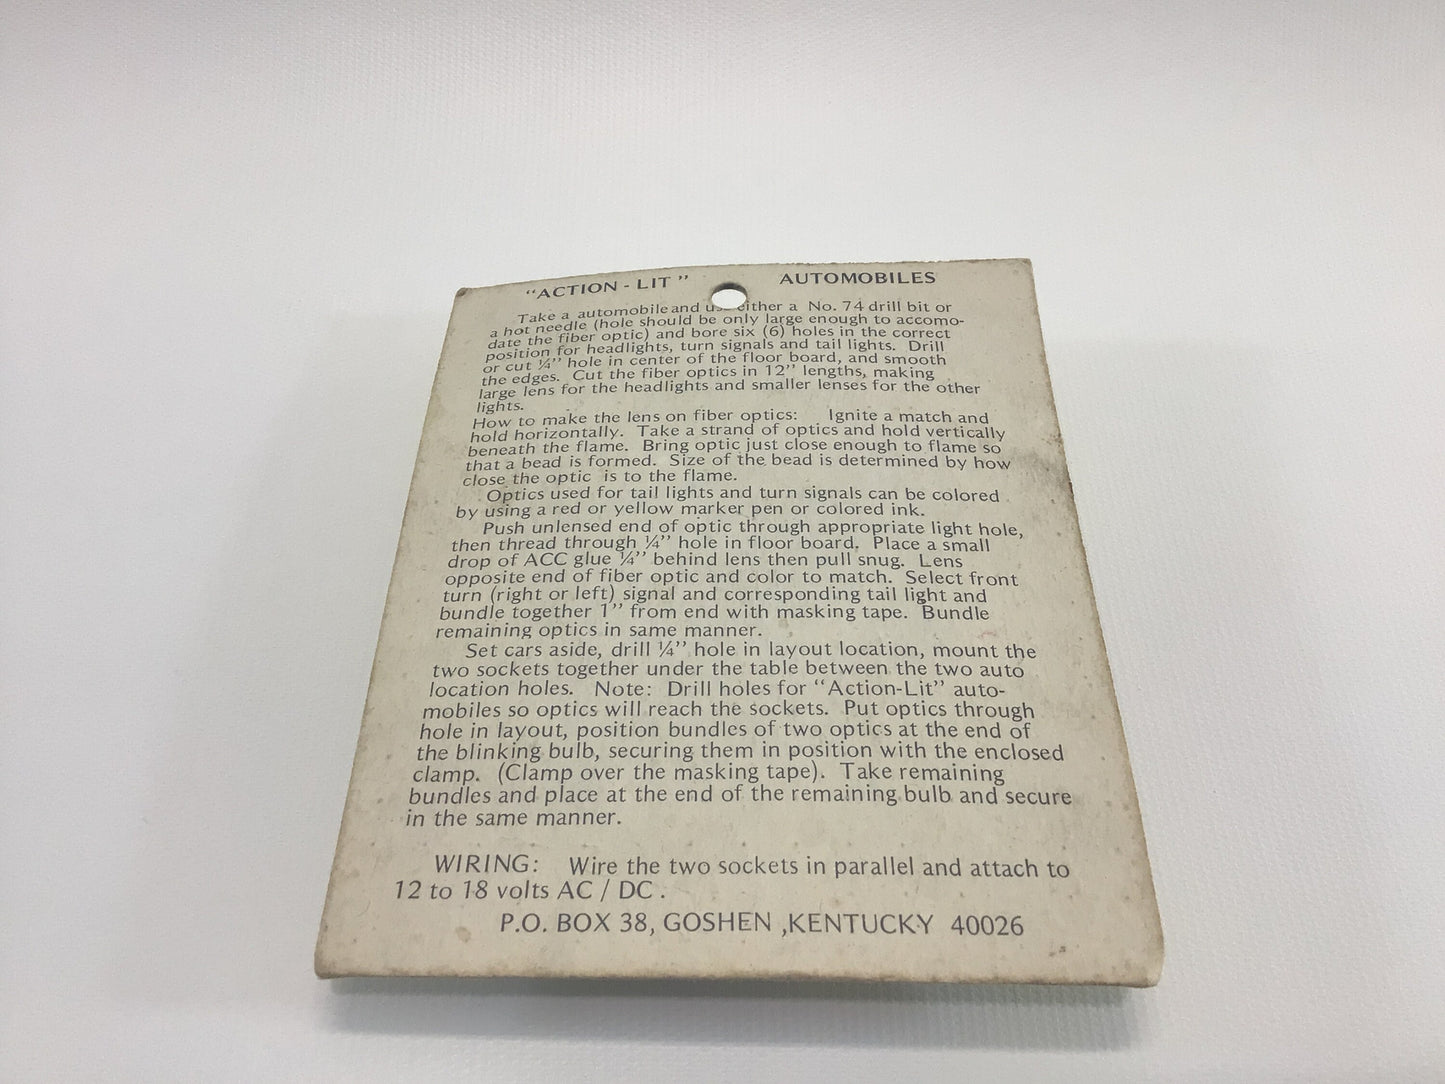 "ACTION - LIT" AUTOMOBILES
Take a automobile and use either a No. 74 drill bit or
a hot needle (hole should be only large enough to accomo-
date the fiber optic) and bore six (6) holes in the correct
position for headlights, turn signals and tail lights. Drill
or cut ¼" hole in center of the floor board, and smooth
the edges. Cut the fiber optics in 12" lengths, making
large lens for the headlights and smaller lenses for the other
lights.
How to make the lens on fiber optics: Ignite a match and
hold horizontally. Take a strand of optics and hold vertically
beneath the flame. Bring optic just close enough to flame so
that a bead is formed. Size of the bead is determined by how
close the optic is to the flame.
Optics used for tail lights and turn signals can be colored
by using a red or yellow marker pen or colored ink.
Push unlensed end of optic through appropriate light hole,
then thread through ¼" hole in floor board. Place a small
drop of ACC glue ¼" behind lens then pull snug. Lens
opposite end of fiber optic and color to match. Select front
turn (right or left) signal and corresponding tail light and
bundle together 1" from end with masking tape. Bundle
remaining optics in same manner.
Set cars aside, drill ¼" hole in layout location, mount the
two sockets together under the table between the two auto
location holes. Note: Drill holes for "Action-Lit" auto-
mobiles so optics will reach the sockets. Put optics through
hole in layout, position bundles of two optics at the end of
the blinking bulb, securing them in position with the enclosed
clamp. (Clamp over the masking tape). Take remaining
bundles and place at the end of the remaining bulb and secure
in the same manner.
WIRING: Wire the two sockets in parallel and attach to
12 to 18 volts AC / DC .
P.O. BOX 38, GOSHEN ,KENTUCKY 40026